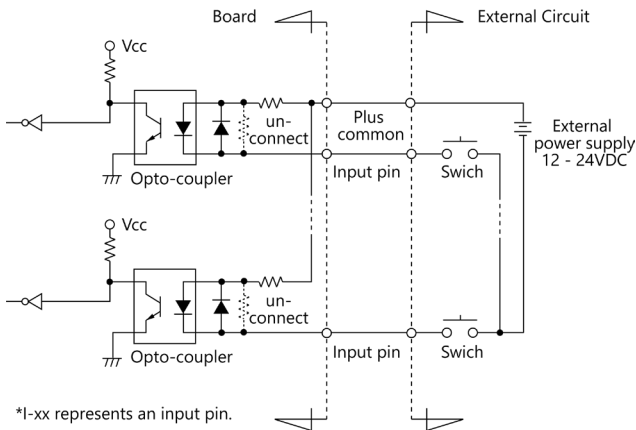 Board
External Circuit
Vcc
un-
connect
Plus
common
External
power supply
12 - 24VDC
Opto-coupler
Input pin
Swich
Vcc
un-
connect
Opto-coupler
Input pin
Swich
*I-xx represents an input pin.